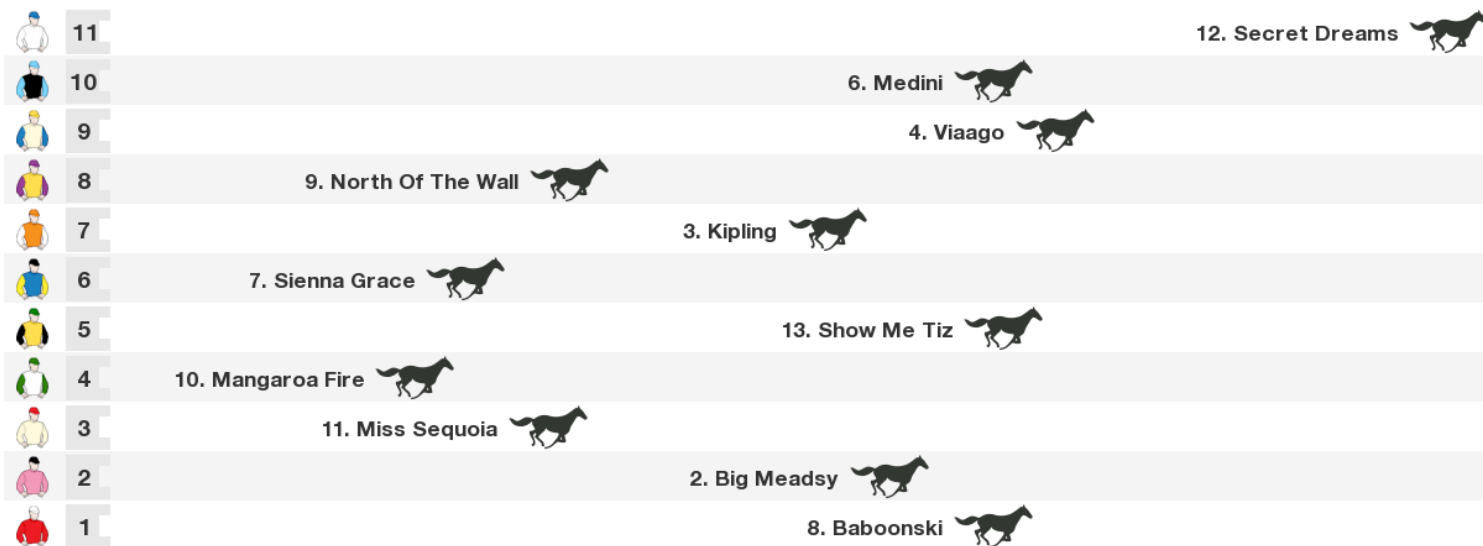 11 12. Secret Dreams
10 6. Medini
9 4. Viaago
8 9. North Of The Wall
7 3. Kipling
6 7. Sienna Grace
5 13. Show Me Tiz
4 10. Mangaroa Fire
3 11. Miss Sequoia
2 2. Big Meadsy
1 8. Baboonski